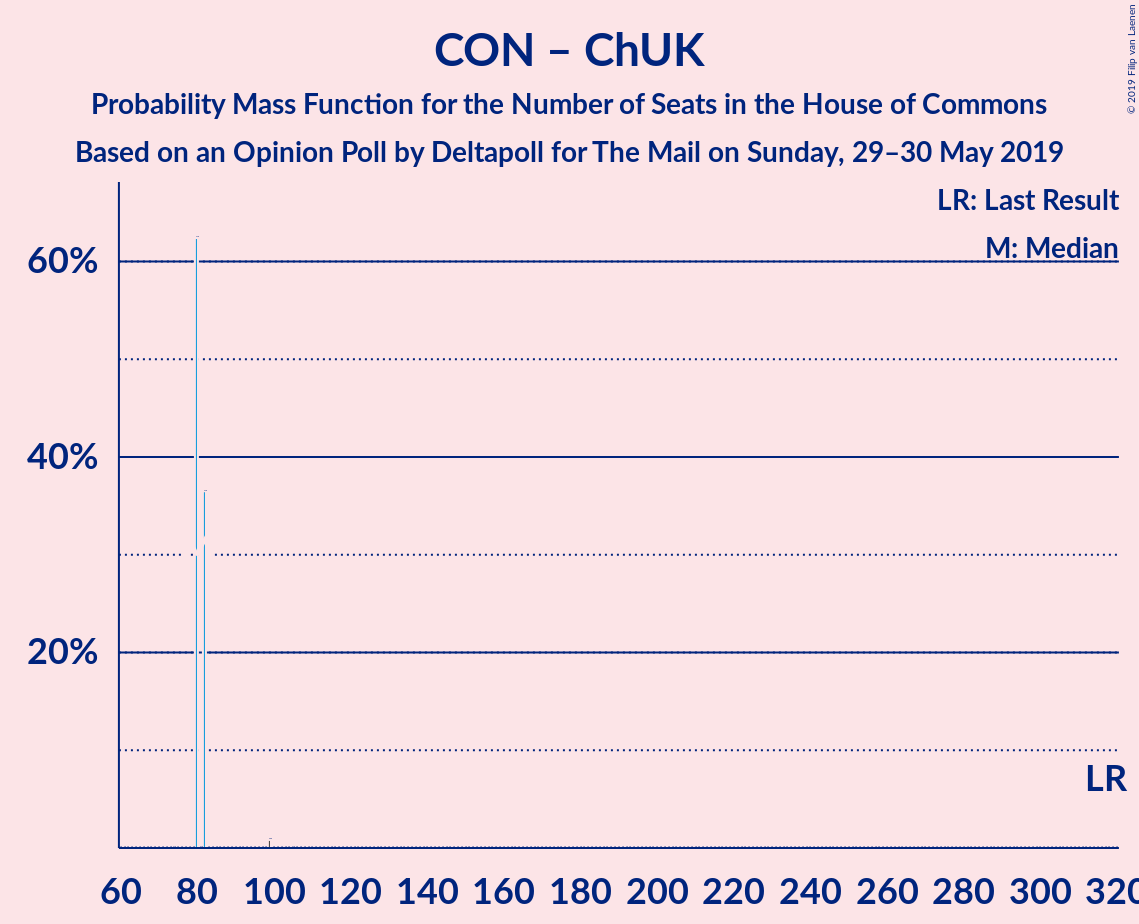 CON – ChUK
Probability Mass Function for the Number of Seats in the House of Commons
Based on an Opinion Poll by Deltapoll for The Mail on Sunday, 29–30 May 2019
© 2019 Filip van Laenen
LR: Last Result
M: Median
60%
40%
20%
LR
60 80 100 120 140 160 180 200 220 240 260 280 300 320